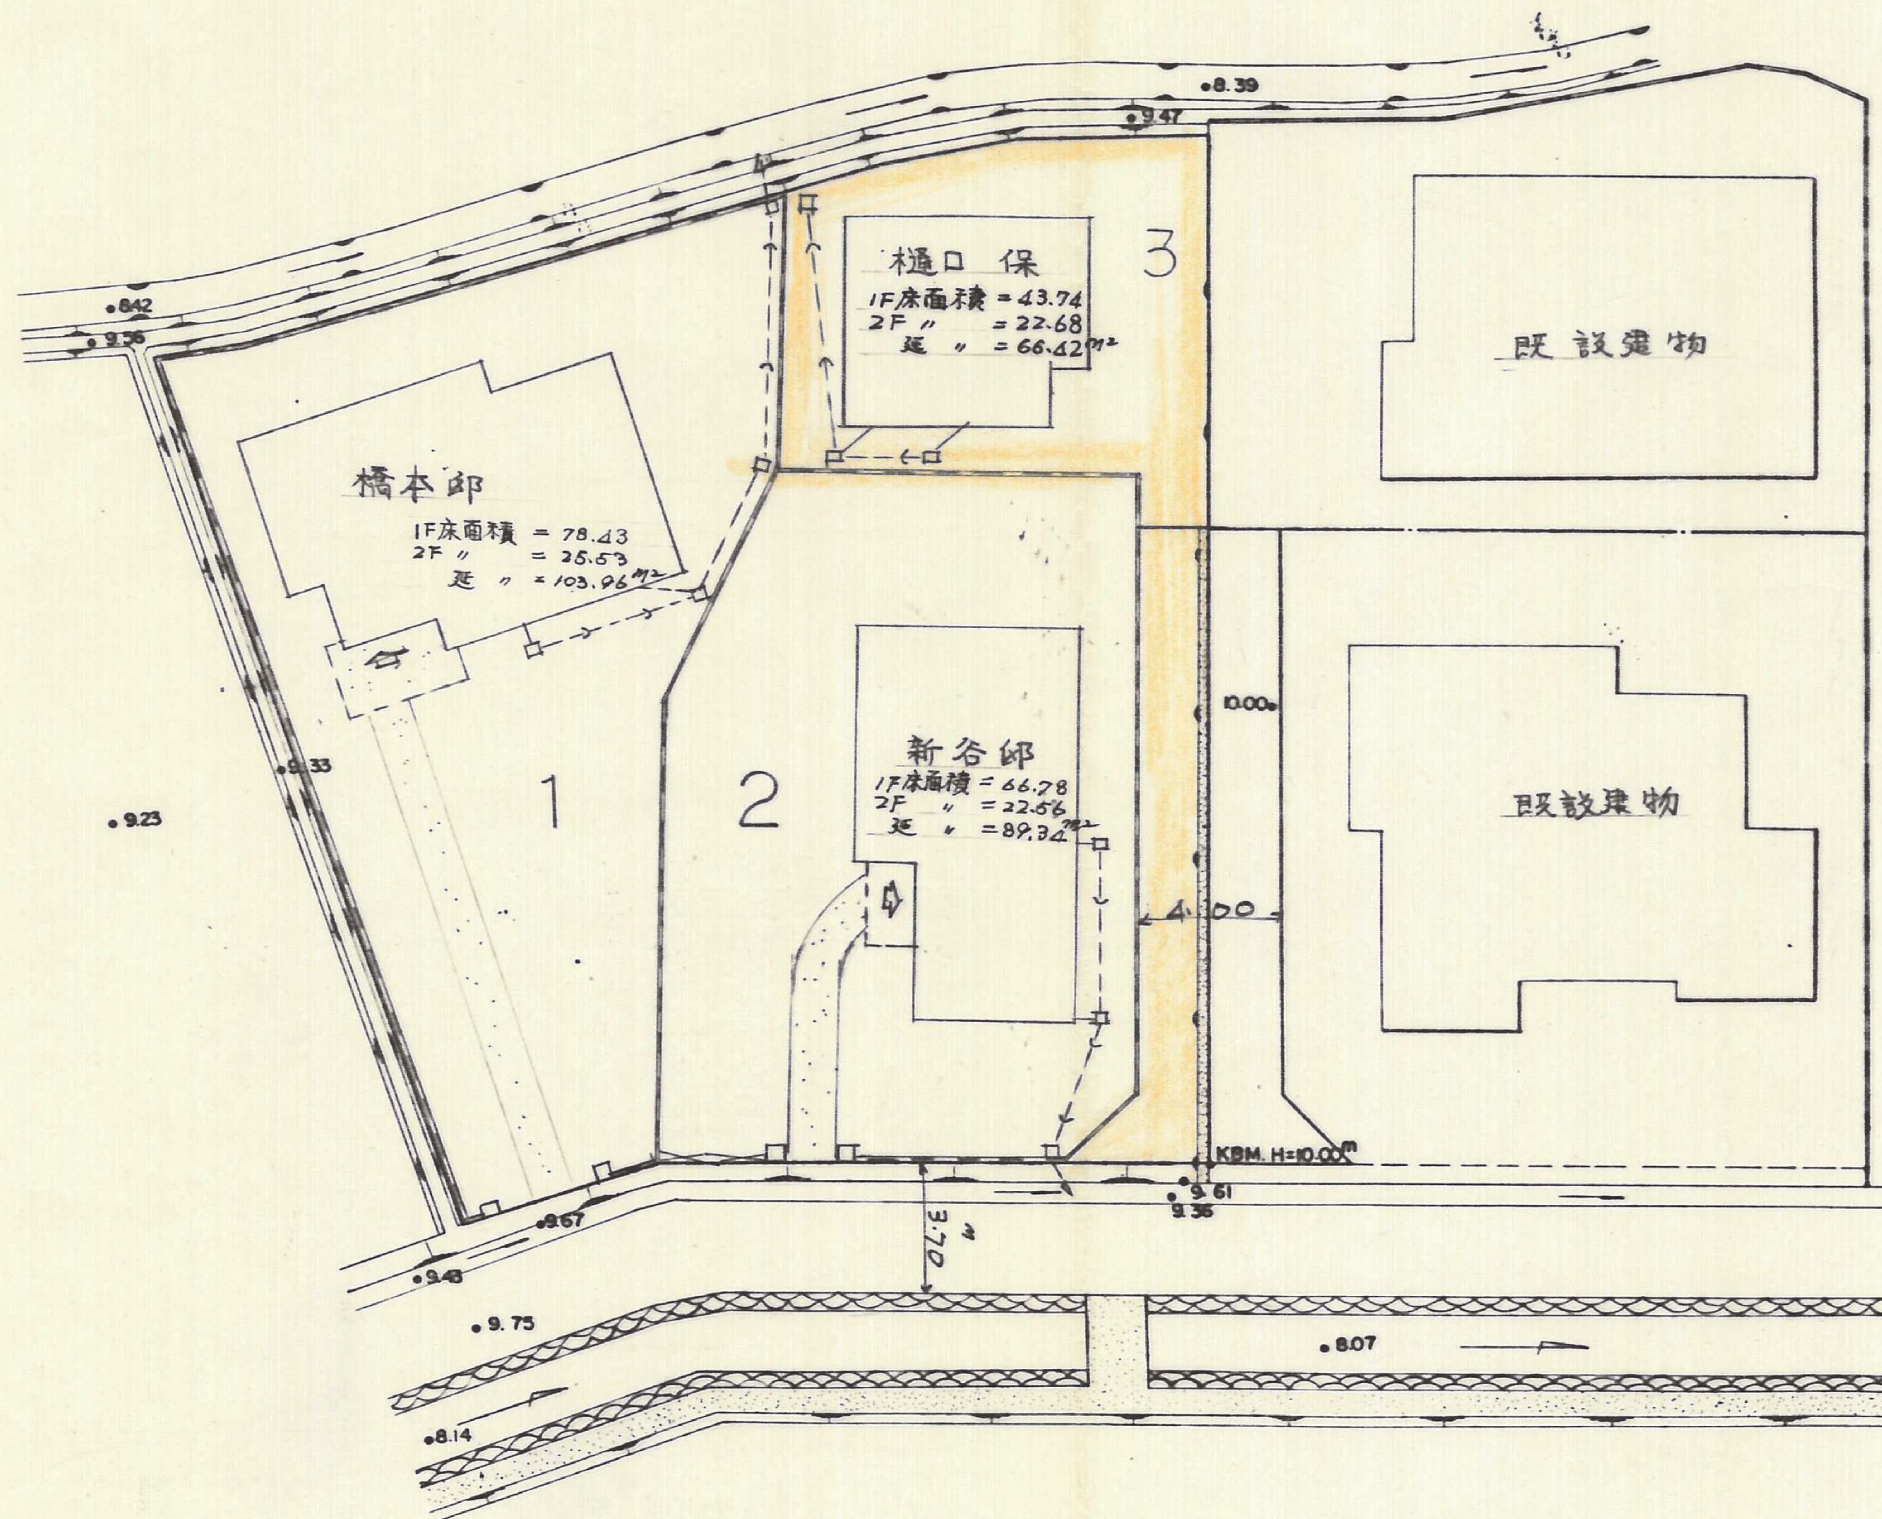 8.39
9.47
3
樋口 保
1F床面積 = 43.74
2F 〃 = 22.68
延 〃 = 66.42m2
既設建物
8.42
9.56
橋本邸
1F床面積 = 78.43
2F 〃 = 25.53
延 〃 = 103.96m2
10.00
新谷邸
1F床面積 = 66.78
2F 〃 = 22.56
延 〃 = 89.34m2
9.33
1
2
9.23
既設建物
4.00
KBM. H=10.00m
9.61
9.36
9.67
3.70m
9.43
9.75
8.07
8.14